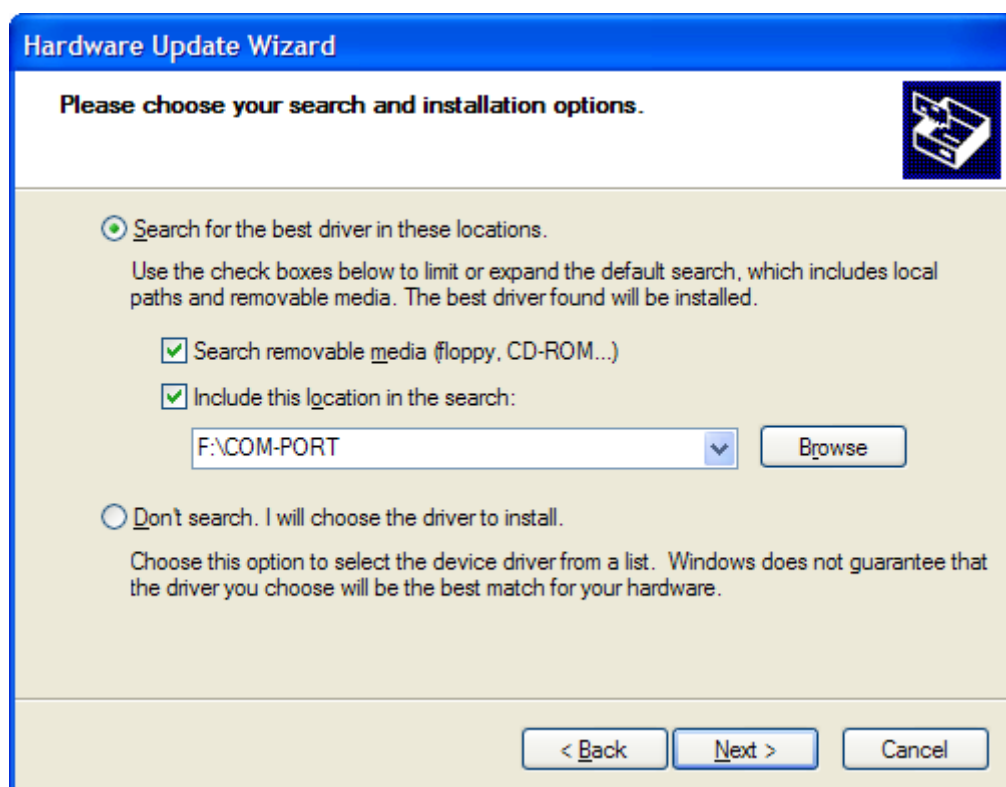 Hardware Update Wizard
Please choose your search and installation options.
Search for the best driver in these locations.
Use the check boxes below to limit or expand the default search, which includes local
paths and removable media. The best driver found will be installed.
Search removable media (floppy, CD-ROM...)
Include this location in the search:
F:\COM-PORT
Browse
Don't search. I will choose the driver to install.
Choose this option to select the device driver from a list.  Windows does not guarantee that
the driver you choose will be the best match for your hardware.
< Back
Next >
Cancel